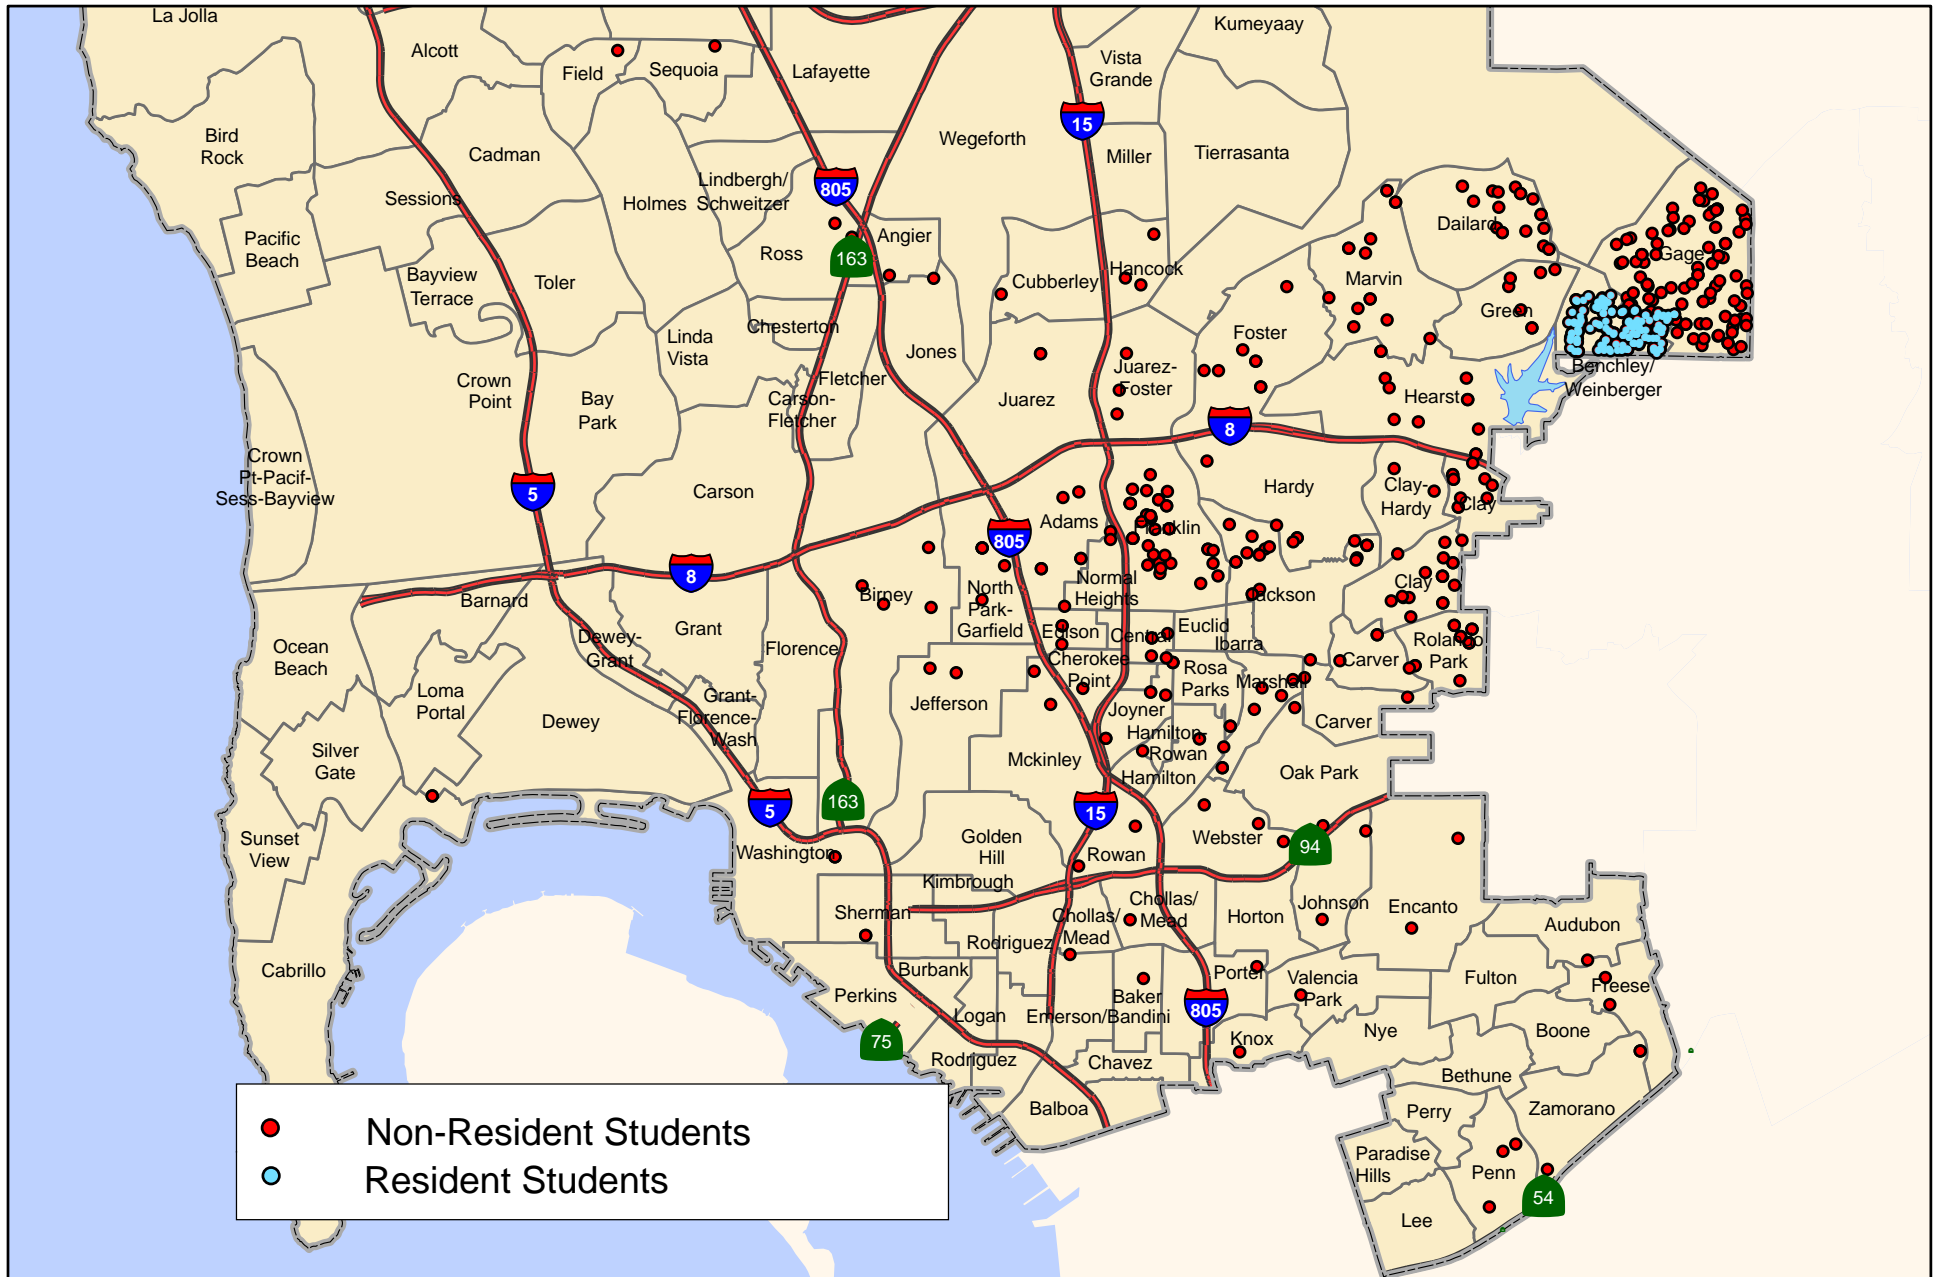 La Jolla
Kumeyaay
Alcott
Field
Sequoia
Lafayette
Vista
Grande
15
Bird
Rock
Cadman
Wegeforth
Miller
Tierrasanta
Lindbergh/
Schweitzer
805
Sessions
Holmes
Dailard
Pacific
Beach
Ross
163
Angier
Gage
Bayview
Terrace
Toler
Cubberley
Hancock
Marvin
Green
Chesterton
Linda
Vista
Foster
Jones
Juarez-
Foster
Crown
Point
Bay
Park
Fletcher
Carson-
Fletcher
Juarez
Hearst
Benchley/
Weinberger
8
Crown
Pt-Pacif-
Sess-Bayview
5
Carson
Hardy
Clay-
Hardy
Clay
Adams
Franklin
805
8
Barnard
Birney
North
Park-
Garfield
Normal
Heights
Jackson
Clay
Ocean
Beach
Dewey-
Grant
Grant
Florence
Edison
Central
Euclid
Ibarra
Rolando
Park
Cherokee
Point
Rosa
Parks
Marshall
Carver
Loma
Portal
Dewey
Grant-
Florence-
Wash
Jefferson
Joyner
Carver
Silver
Gate
Mckinley
Hamilton-
Rowan
Hamilton
Oak Park
5
163
15
Sunset
View
Washington
Golden
Hill
Rowan
Webster
94
Kimbrough
Sherman
Chollas/
Mead
Chollas/
Mead
Horton
Johnson
Encanto
Audubon
Rodriguez
Cabrillo
Burbank
Perkins
Porter
Valencia
Park
Fulton
Freese
Baker
Emerson/Bandini
805
Logan
Nye
Boone
75
Knox
Rodriguez
Chavez
Bethune
Balboa
Perry
Zamorano
Non-Resident Students
Resident Students
Paradise
Hills
Penn
54
Lee